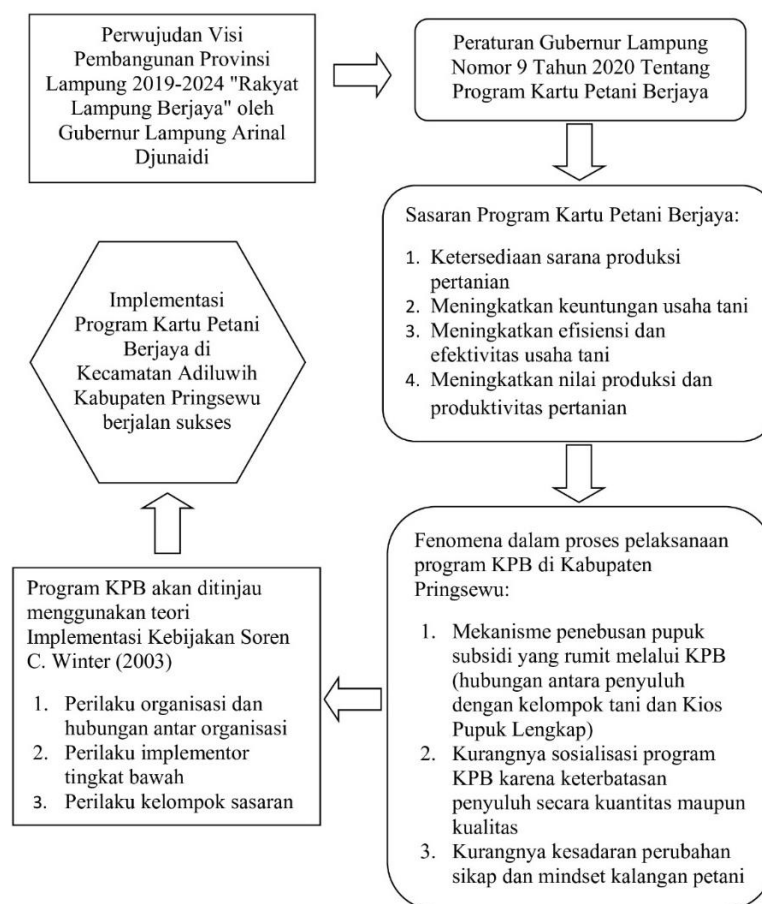 Perwujudan Visi
Pembangunan Provinsi
Lampung 2019-2024 "Rakyat
Lampung Berjaya" oleh
Gubernur Lampung Arinal
Djunaidi
Peraturan Gubernur Lampung
Nomor 9 Tahun 2020 Tentang
Program Kartu Petani Berjaya
Sasaran Program Kartu Petani Berjaya:
1. Ketersediaan sarana produksi
pertanian
2. Meningkatkan keuntungan usaha tani
3. Meningkatkan efisiensi dan
efektivitas usaha tani
4. Meningkatkan nilai produksi dan
produktivitas pertanian
Fenomena dalam proses pelaksanaan
program KPB di Kabupaten
Pringsewu:
1. Mekanisme penebusan pupuk
subsidi yang rumit melalui KPB
(hubungan antara penyuluh
dengan kelompok tani dan Kios
Pupuk Lengkap)
2. Kurangnya sosialisasi program
KPB karena keterbatasan
penyuluh secara kuantitas maupun
kualitas
3. Kurangnya kesadaran perubahan
sikap dan mindset kalangan petani
Program KPB akan ditinjau
menggunakan teori
Implementasi Kebijakan Soren
C. Winter (2003)
1. Perilaku organisasi dan
hubungan antar organisasi
2. Perilaku implementor
tingkat bawah
3. Perilaku kelompok sasaran
Implementasi
Program Kartu Petani
Berjaya di
Kecamatan Adiluwih
Kabupaten Pringsewu
berjalan sukses